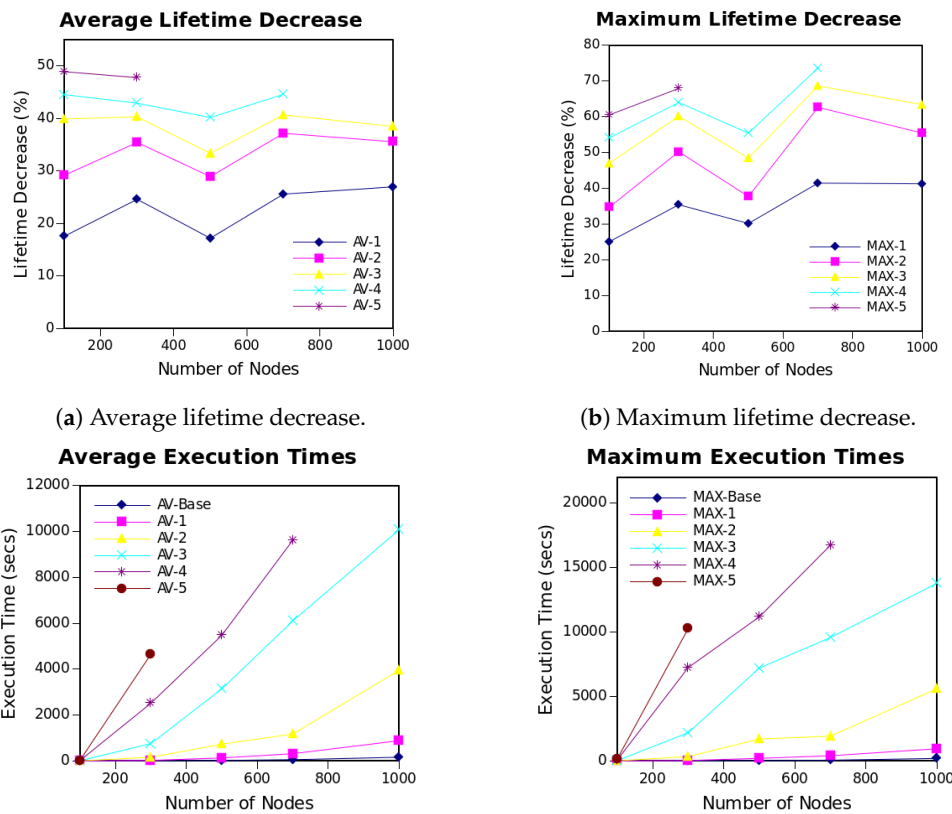 Average Lifetime Decrease
Lifetime Decrease (%)
50
40
30
20
10
0
200
400
600
800
1000
Number of Nodes
AV-1
AV-2
AV-3
AV-4
AV-5
Maximum Lifetime Decrease
Lifetime Decrease (%)
80
70
60
50
40
30
20
10
0
200
400
600
800
1000
Number of Nodes
MAX-1
MAX-2
MAX-3
MAX-4
MAX-5
(a) Average lifetime decrease.
(b) Maximum lifetime decrease.
Average Execution Times
Execution Time (secs)
12000
10000
8000
6000
4000
2000
0
200
400
600
800
1000
Number of Nodes
AV-Base
AV-1
AV-2
AV-3
AV-4
AV-5
Maximum Execution Times
Execution Time (secs)
20000
15000
10000
5000
0
200
400
600
800
1000
Number of Nodes
MAX-Base
MAX-1
MAX-2
MAX-3
MAX-4
MAX-5